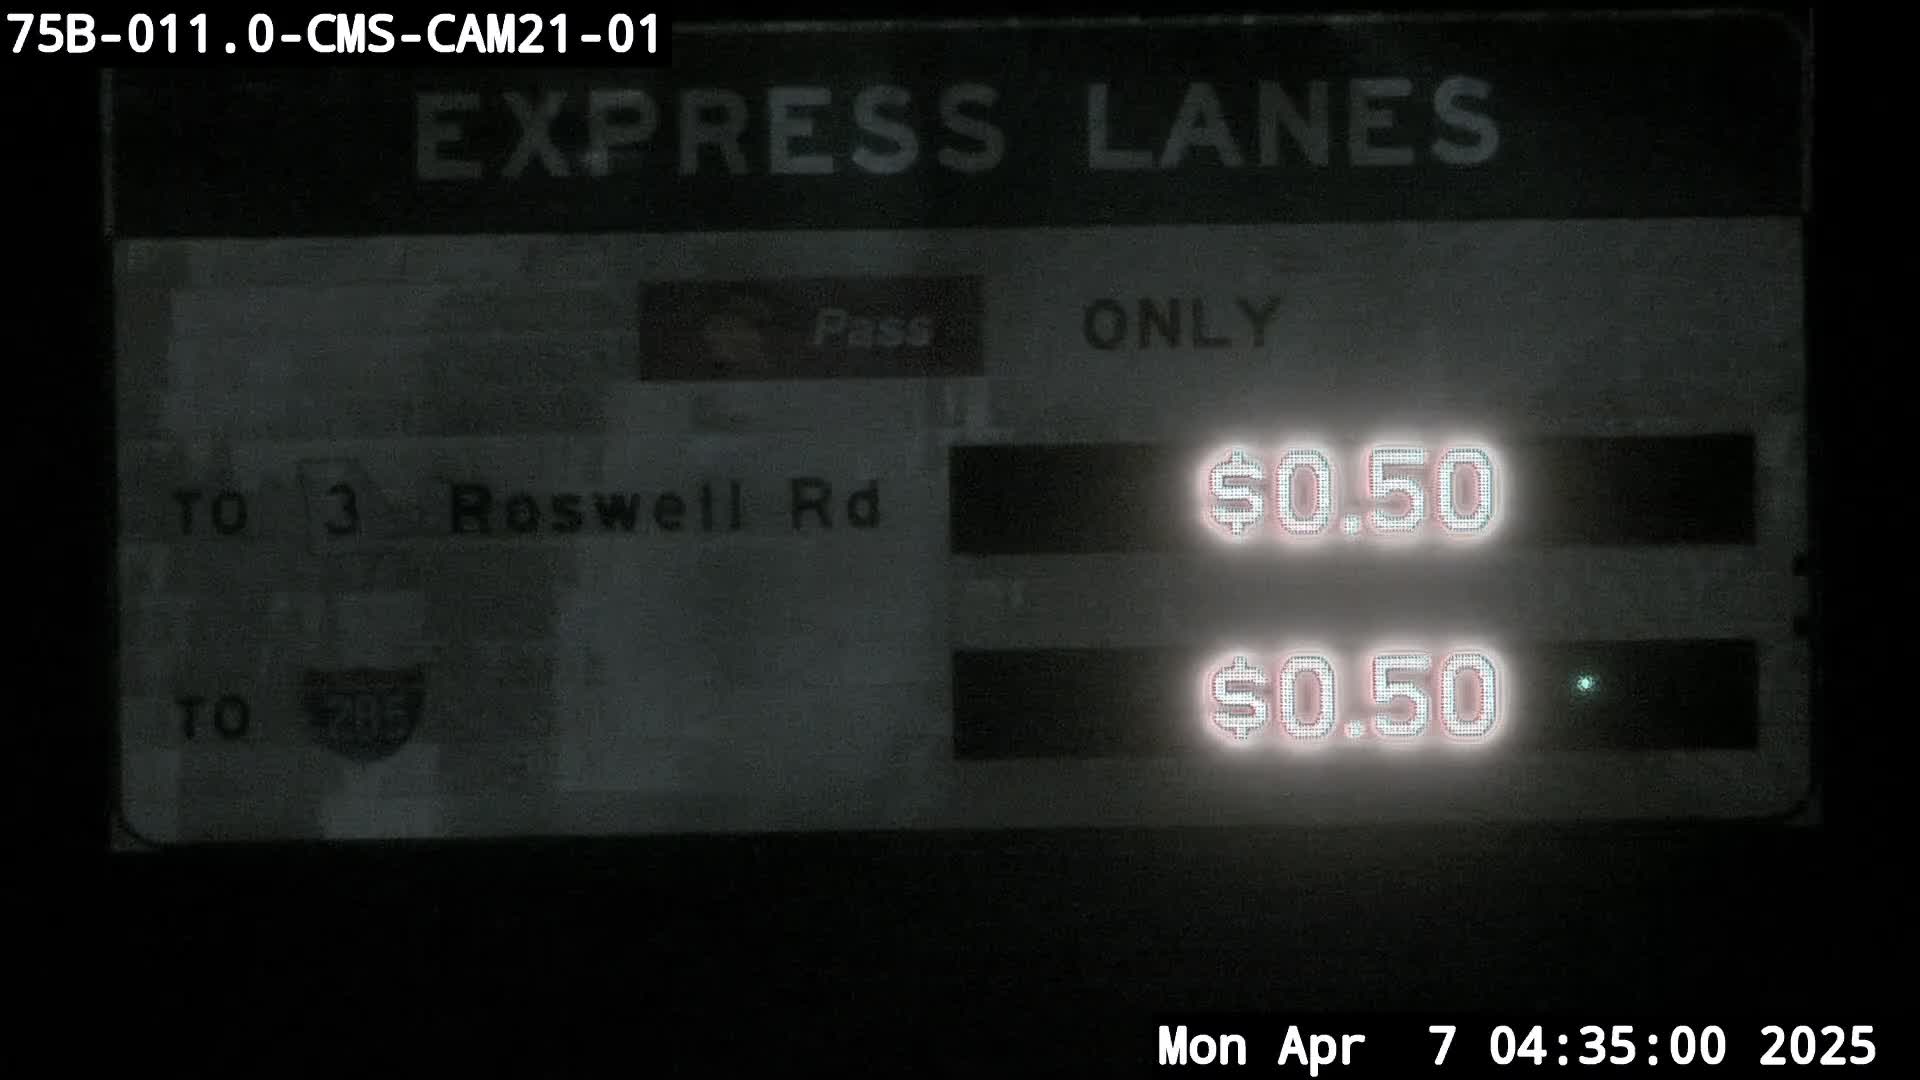 75B-011.0-CMS-CAM21-01
EXPRESS LANES
Pass ONLY
TO 3 Roswell Rd $0.50
TO 285 $0.50
Mon Apr 7 04:35:00 2025